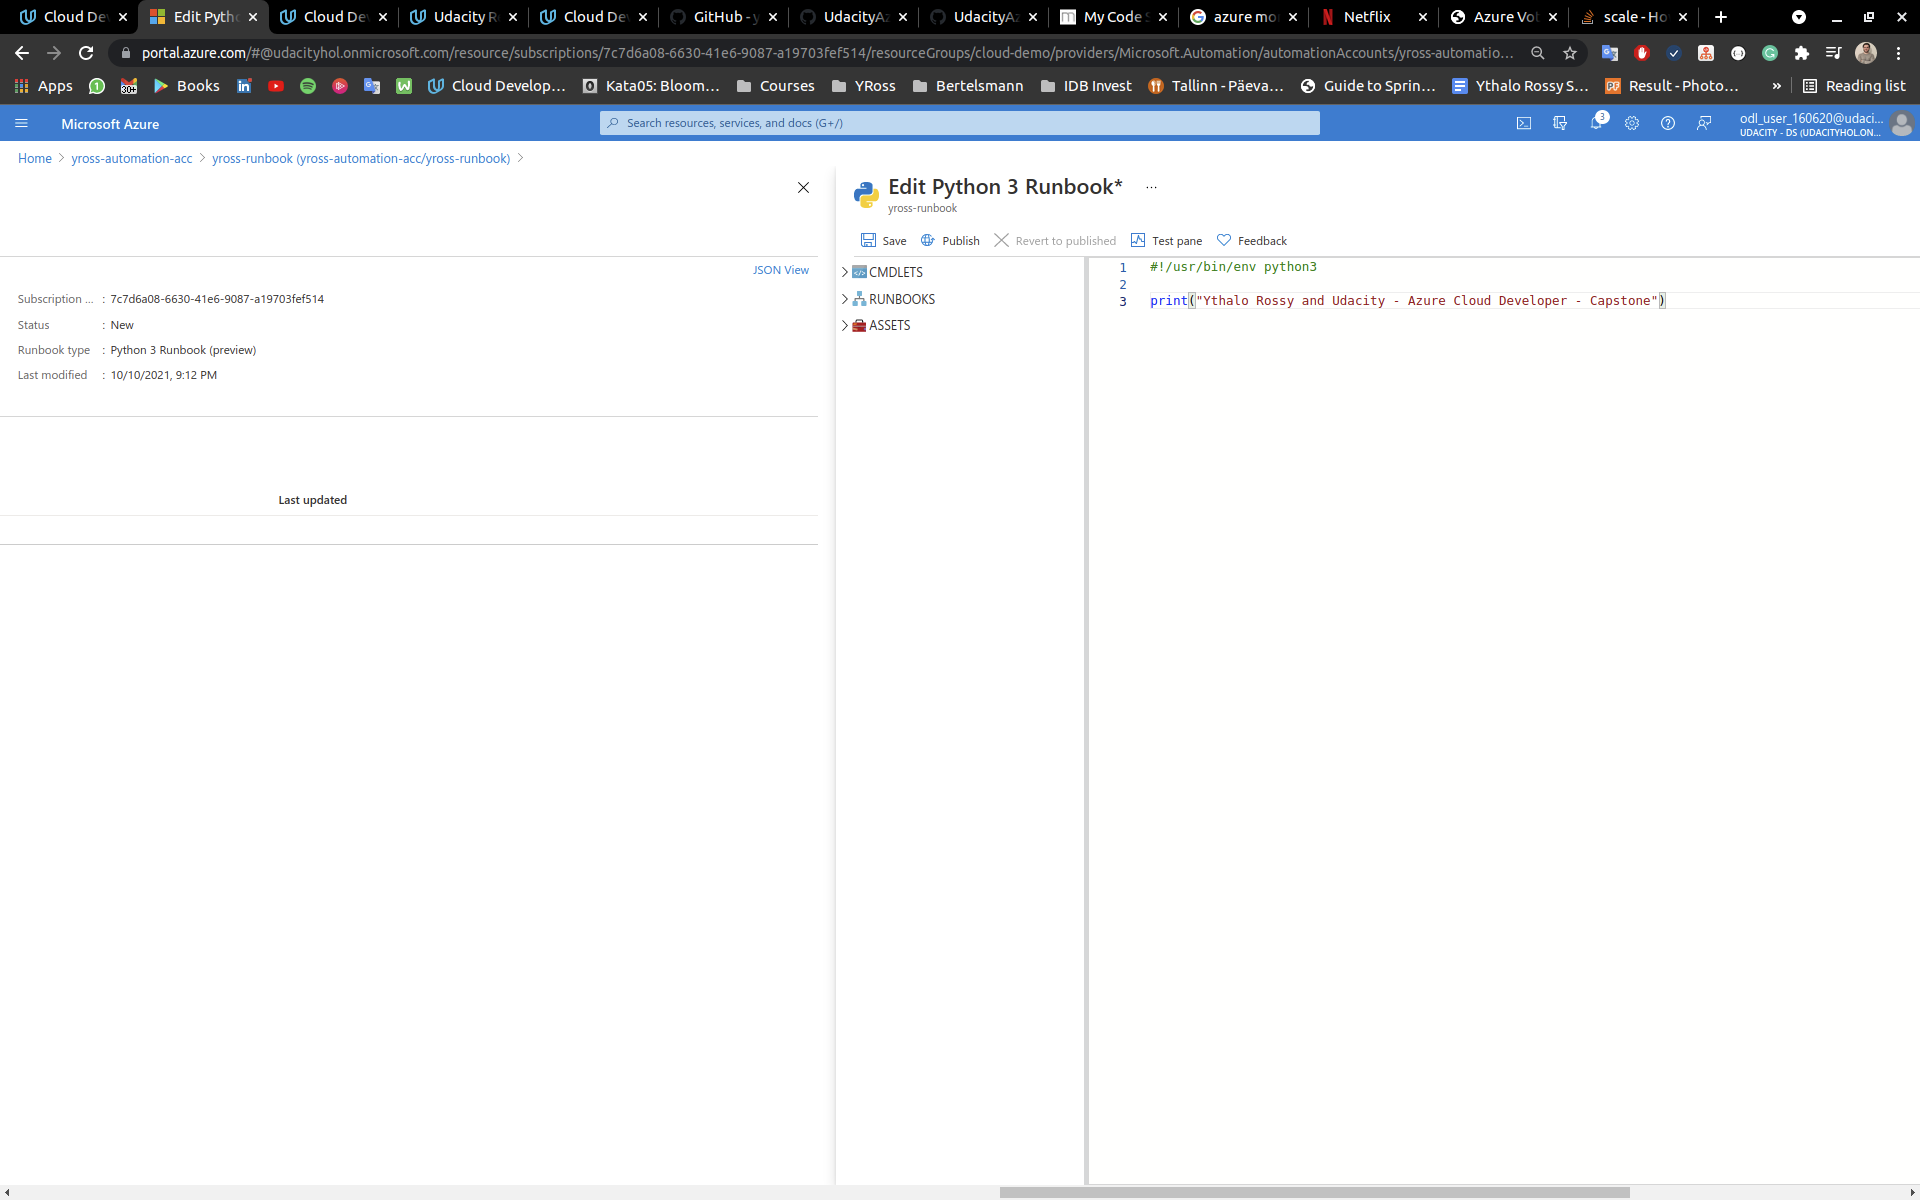 Cloud De
Edit Pyth
Cloud De
Udacity R
Cloud De
GitHub - y
UdacityAz
UdacityAz
My Code S
azure mo
Netflix
Azure Vo
scale - Ho
portal.azure.com/#@udacityhol.onmicrosoft.com/resource/subscriptions/7c7d6a08-6630-41e6-9087-a19703fef514/resourceGroups/cloud-demo/providers/Microsoft.Automation/automationAccounts/yross-automatio...
Apps
1
30+
Books
Cloud Develop...
Kata05: Bloom...
Courses
YRoss
Bertelsmann
IDB Invest
Tallinn - Päeva...
Guide to Sprin...
Ythalo Rossy S...
Result - Photo...
»
Reading list
Microsoft Azure
Search resources, services, and docs (G+/)
3
odl_user_160620@udaci...
UDACITY - DS (UDACITYHOL.ON...
Home > yross-automation-acc > yross-runbook (yross-automation-acc/yross-runbook) >
Edit Python 3 Runbook* ...
yross-runbook
Save
Publish
Revert to published
Test pane
Feedback
JSON View
Subscription ... : 7c7d6a08-6630-41e6-9087-a19703fef514
Status : New
Runbook type : Python 3 Runbook (preview)
Last modified : 10/10/2021, 9:12 PM
Last updated
CMDLETS
RUNBOOKS
ASSETS
1 #!/usr/bin/env python3
2
3 print("Ythalo Rossy and Udacity - Azure Cloud Developer - Capstone")